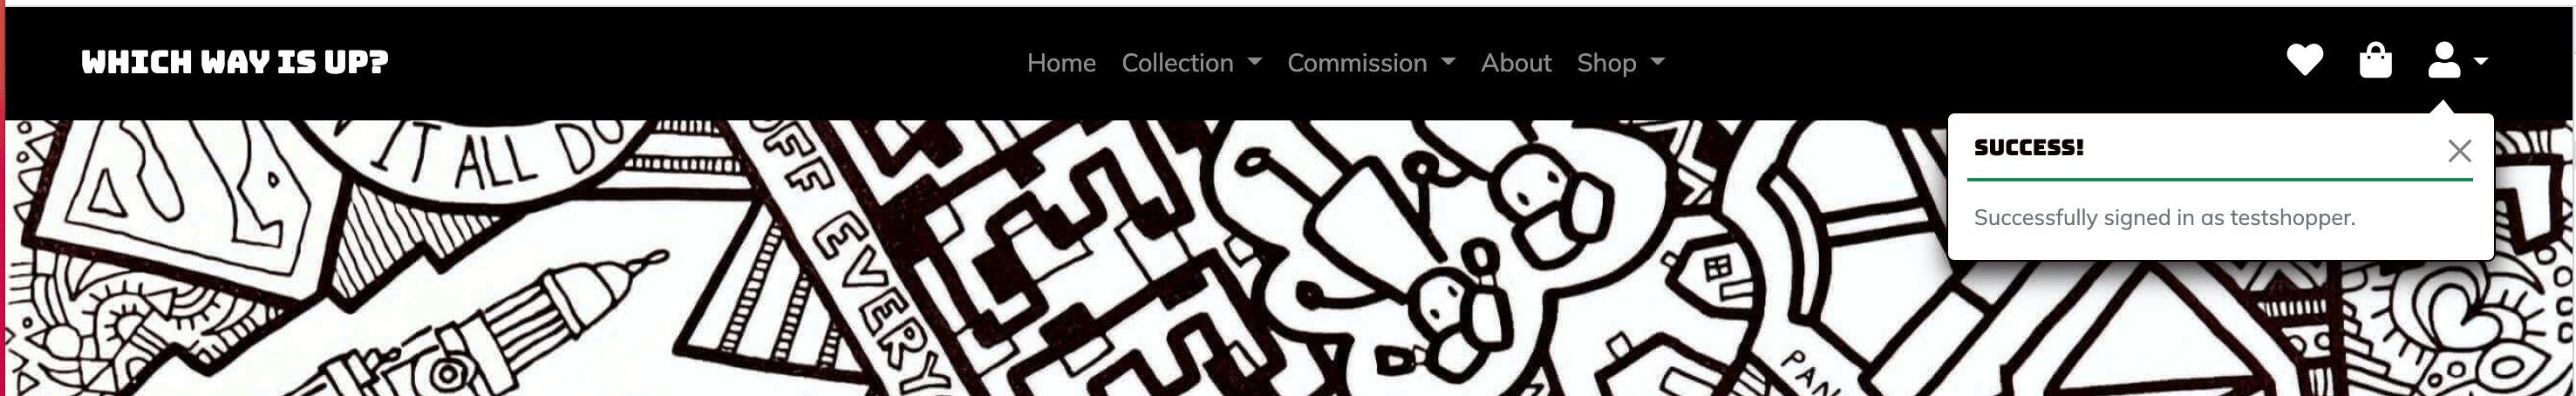 WHICH WAY IS UP?
Home Collection Commission About Shop
SUCCESS!
Successfully signed in as testshopper.
IT ALL DO
OFF EVERY
PAN